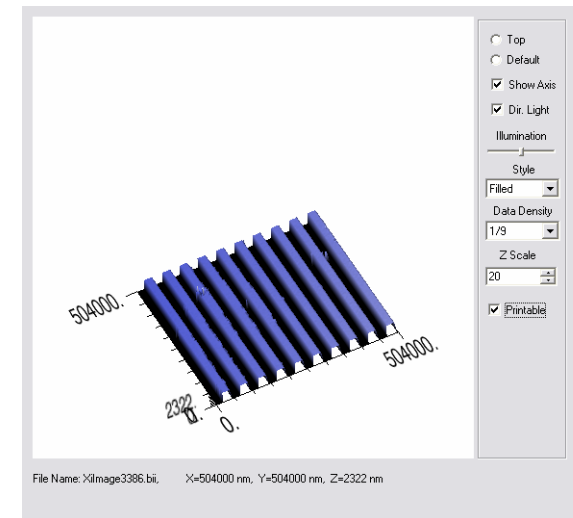 Top
Default
Show Axis
Dir. Light
Illumination
Style
Filled
Data Density
1/9
Z Scale
20
Printable
504000.
504000.
2322.
0.
File Name: XiImage3386.bii, X=504000 nm, Y=504000 nm, Z=2322 nm